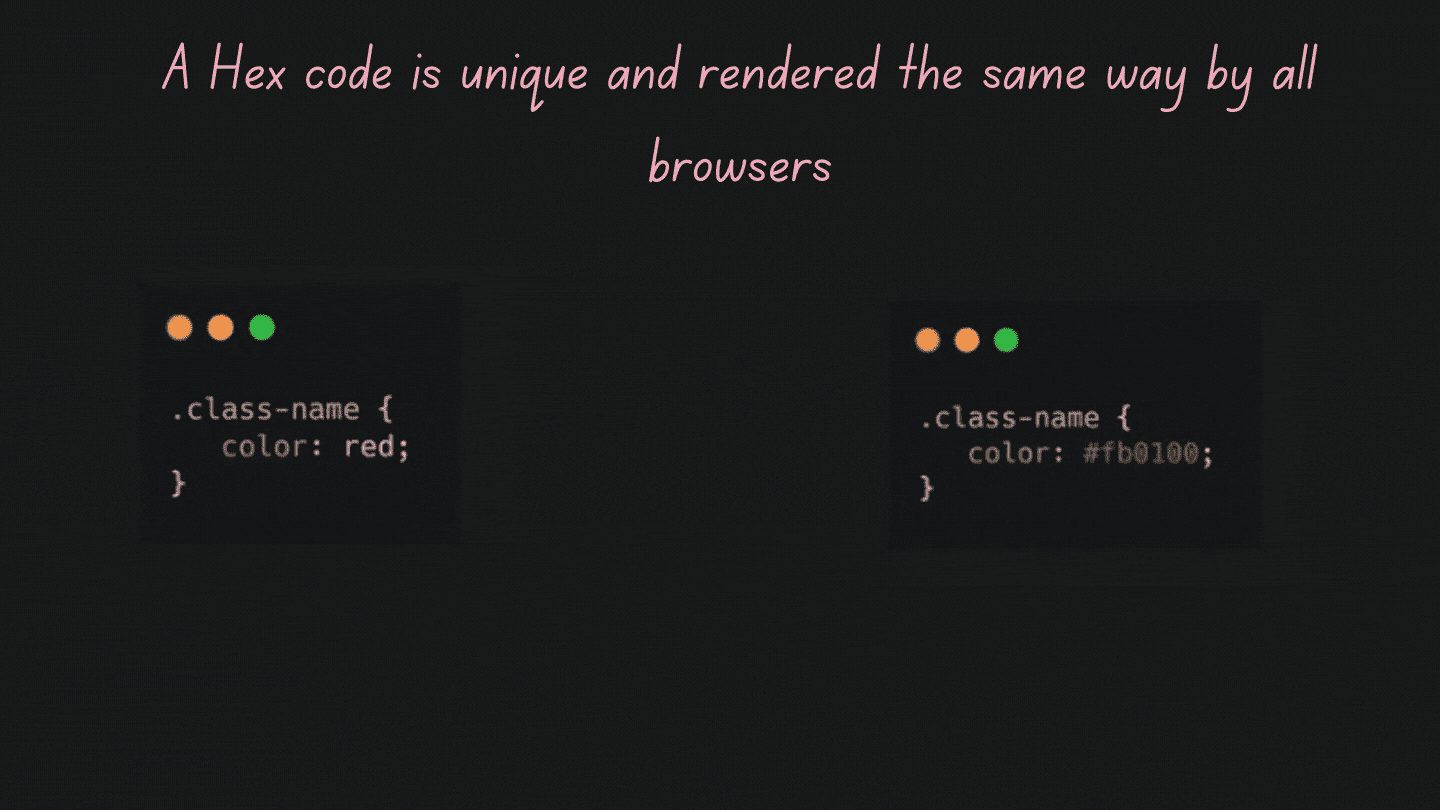 A Hex code is unique and rendered the same way by all
browsers
.class-name {
color: red;
}
.class-name {
color: #fb0100;
}